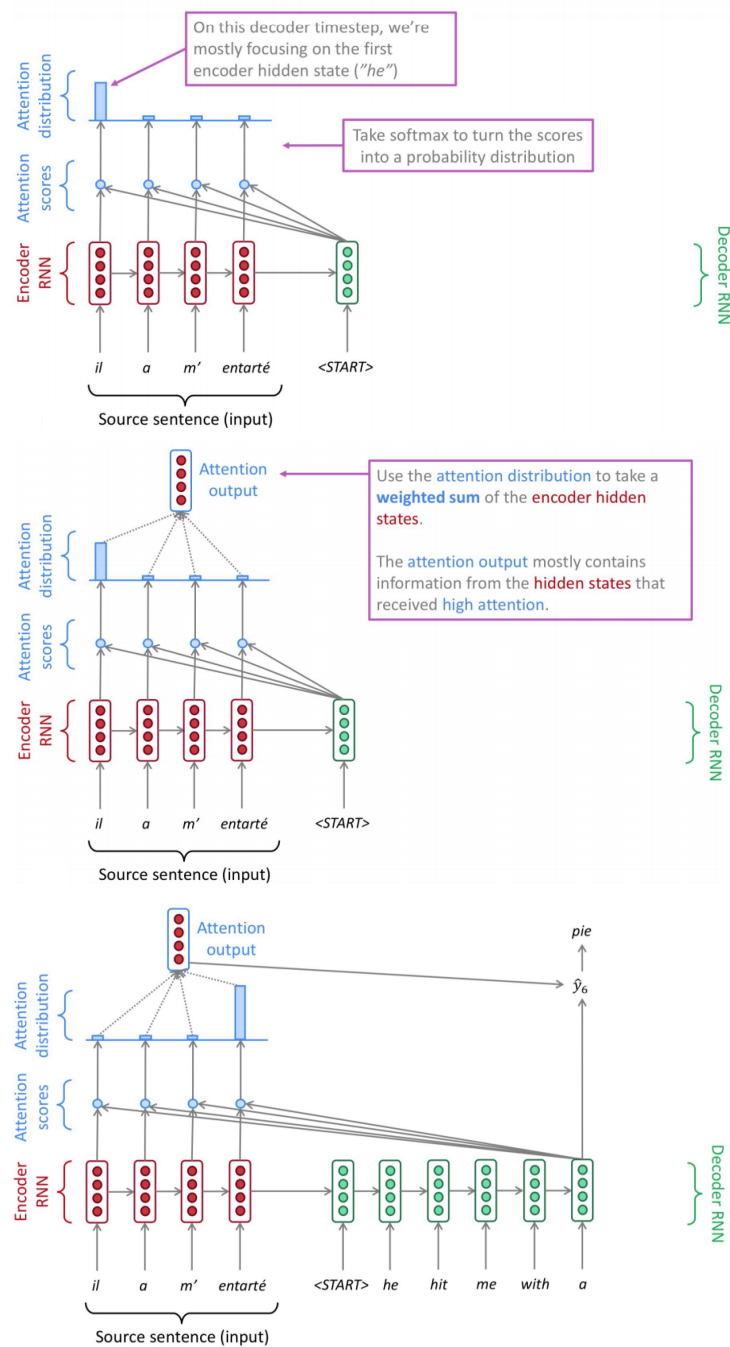 On this decoder timestep, we're
mostly focusing on the first
encoder hidden state ("he")
Attention
distribution
Take softmax to turn the scores
into a probability distribution
Attention
scores
Encoder
RNN
Decoder RNN
il a m' entarté <START>
Source sentence (input)
Attention
output
Use the attention distribution to take a
weighted sum of the encoder hidden
states.
The attention output mostly contains
information from the hidden states that
received high attention.
Attention
distribution
Attention
scores
Encoder
RNN
Decoder RNN
il a m' entarté <START>
Source sentence (input)
Attention
output
pie
ŷ₆
Attention
distribution
Attention
scores
Encoder
RNN
Decoder RNN
il a m' entarté <START> he hit me with a
Source sentence (input)